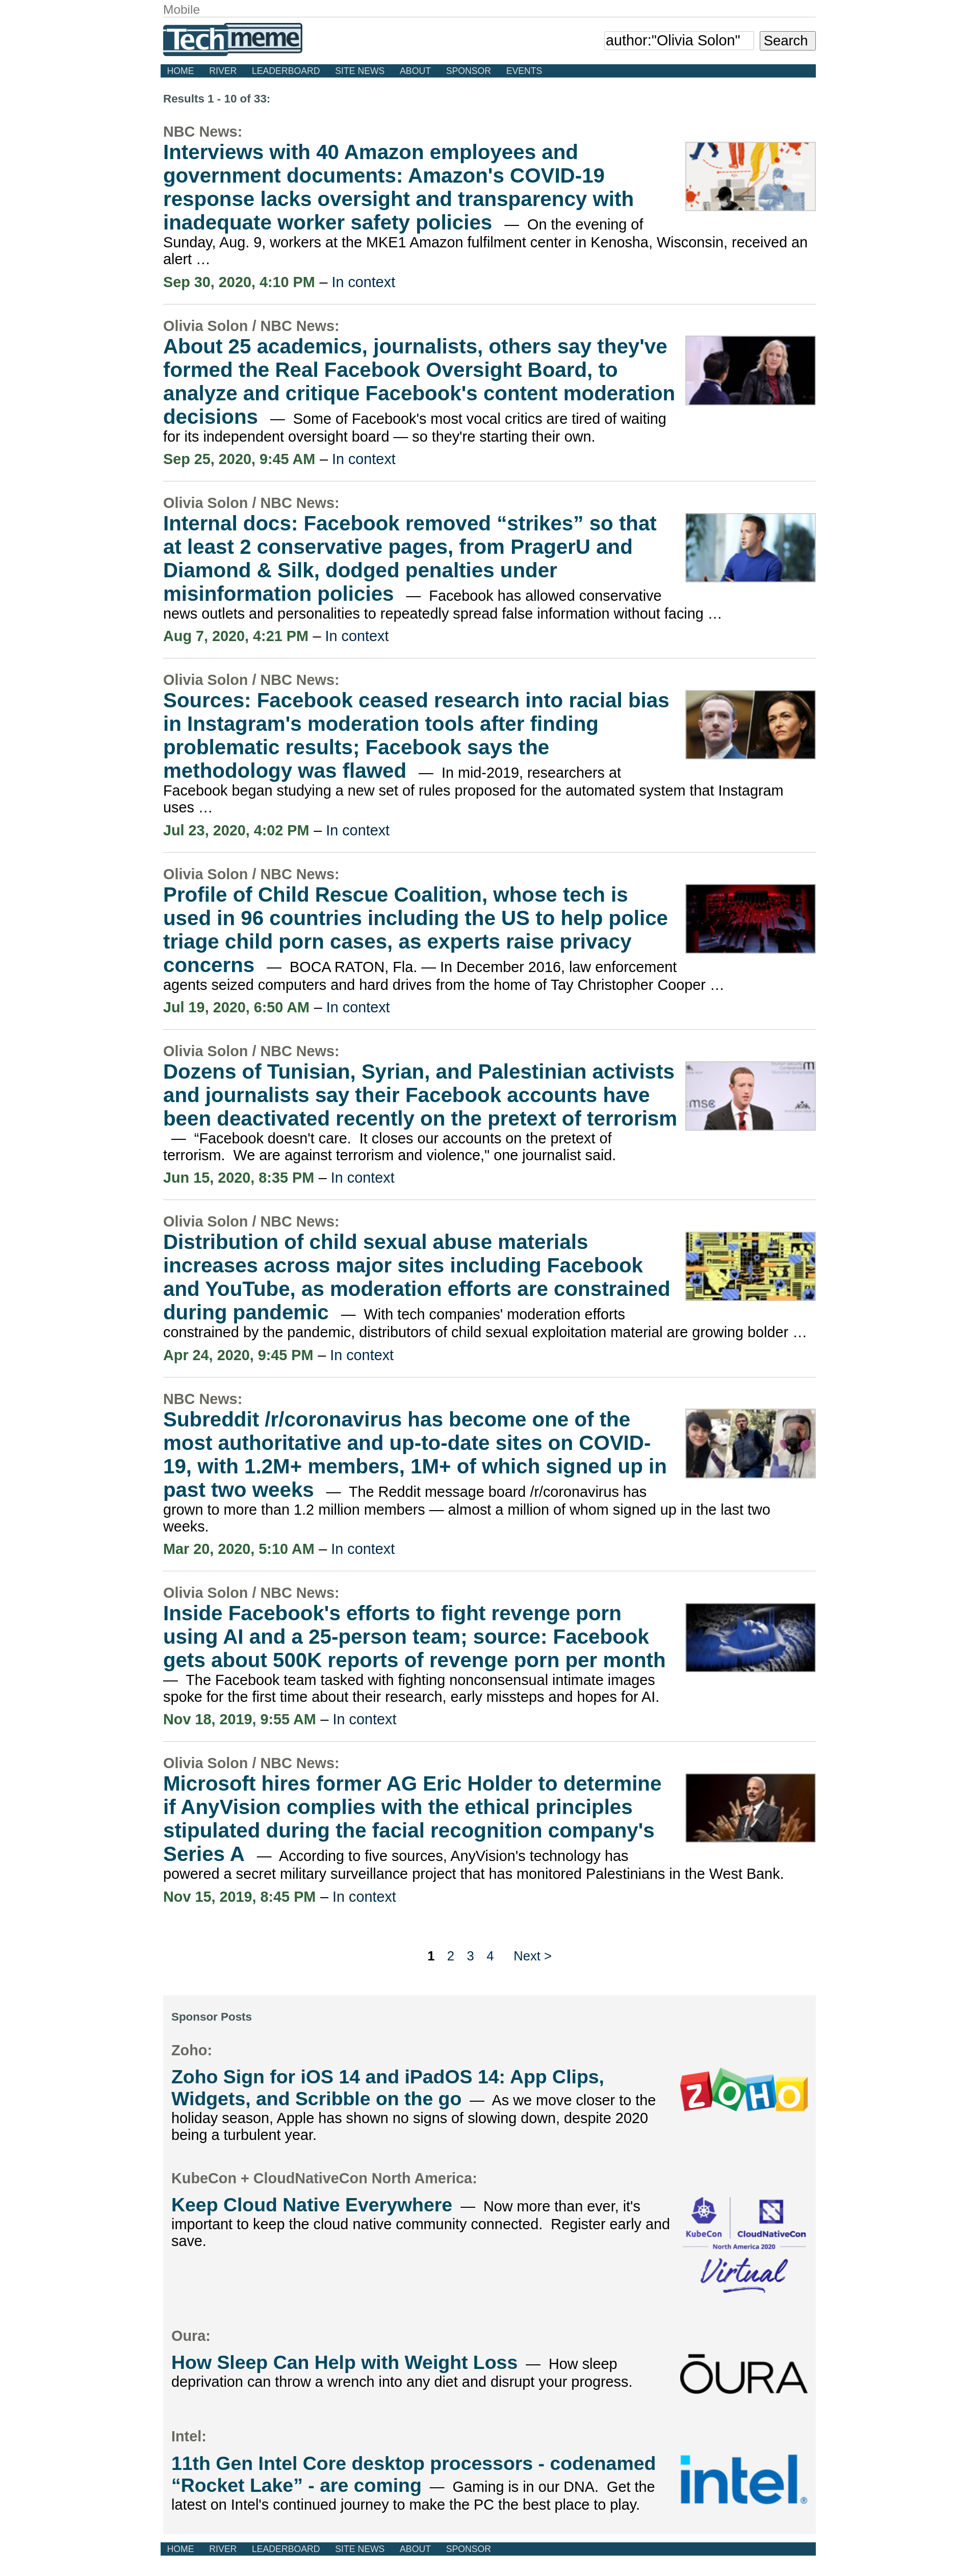 Mobile
Techmeme
author:"Olivia Solon" Search
HOME RIVER LEADERBOARD SITE NEWS ABOUT SPONSOR EVENTS
Results 1 - 10 of 33:
NBC News:
Interviews with 40 Amazon employees and
government documents: Amazon's COVID-19
response lacks oversight and transparency with
inadequate worker safety policies — On the evening of
Sunday, Aug. 9, workers at the MKE1 Amazon fulfilment center in Kenosha, Wisconsin, received an
alert …
Sep 30, 2020, 4:10 PM – In context
Olivia Solon / NBC News:
About 25 academics, journalists, others say they've
formed the Real Facebook Oversight Board, to
analyze and critique Facebook's content moderation
decisions — Some of Facebook's most vocal critics are tired of waiting
for its independent oversight board — so they're starting their own.
Sep 25, 2020, 9:45 AM – In context
Olivia Solon / NBC News:
Internal docs: Facebook removed “strikes” so that
at least 2 conservative pages, from PragerU and
Diamond & Silk, dodged penalties under
misinformation policies — Facebook has allowed conservative
news outlets and personalities to repeatedly spread false information without facing …
Aug 7, 2020, 4:21 PM – In context
Olivia Solon / NBC News:
Sources: Facebook ceased research into racial bias
in Instagram's moderation tools after finding
problematic results; Facebook says the
methodology was flawed — In mid-2019, researchers at
Facebook began studying a new set of rules proposed for the automated system that Instagram
uses …
Jul 23, 2020, 4:02 PM – In context
Olivia Solon / NBC News:
Profile of Child Rescue Coalition, whose tech is
used in 96 countries including the US to help police
triage child porn cases, as experts raise privacy
concerns — BOCA RATON, Fla. — In December 2016, law enforcement
agents seized computers and hard drives from the home of Tay Christopher Cooper …
Jul 19, 2020, 6:50 AM – In context
Olivia Solon / NBC News:
Dozens of Tunisian, Syrian, and Palestinian activists
and journalists say their Facebook accounts have
been deactivated recently on the pretext of terrorism
— “Facebook doesn't care. It closes our accounts on the pretext of
terrorism. We are against terrorism and violence," one journalist said.
Jun 15, 2020, 8:35 PM – In context
msc
Olivia Solon / NBC News:
Distribution of child sexual abuse materials
increases across major sites including Facebook
and YouTube, as moderation efforts are constrained
during pandemic — With tech companies' moderation efforts
constrained by the pandemic, distributors of child sexual exploitation material are growing bolder …
Apr 24, 2020, 9:45 PM – In context
NBC News:
Subreddit /r/coronavirus has become one of the
most authoritative and up-to-date sites on COVID-
19, with 1.2M+ members, 1M+ of which signed up in
past two weeks — The Reddit message board /r/coronavirus has
grown to more than 1.2 million members — almost a million of whom signed up in the last two
weeks.
Mar 20, 2020, 5:10 AM – In context
Olivia Solon / NBC News:
Inside Facebook's efforts to fight revenge porn
using AI and a 25-person team; source: Facebook
gets about 500K reports of revenge porn per month
— The Facebook team tasked with fighting nonconsensual intimate images
spoke for the first time about their research, early missteps and hopes for AI.
Nov 18, 2019, 9:55 AM – In context
Olivia Solon / NBC News:
Microsoft hires former AG Eric Holder to determine
if AnyVision complies with the ethical principles
stipulated during the facial recognition company's
Series A — According to five sources, AnyVision's technology has
powered a secret military surveillance project that has monitored Palestinians in the West Bank.
Nov 15, 2019, 8:45 PM – In context
1 2 3 4 Next >
Sponsor Posts
Zoho:
Zoho Sign for iOS 14 and iPadOS 14: App Clips,
Widgets, and Scribble on the go — As we move closer to the
holiday season, Apple has shown no signs of slowing down, despite 2020
being a turbulent year.
ZOHO
KubeCon + CloudNativeCon North America:
Keep Cloud Native Everywhere — Now more than ever, it's
important to keep the cloud native community connected. Register early and
save.
KubeCon CloudNativeCon
North America 2020
Virtual
Oura:
How Sleep Can Help with Weight Loss — How sleep
deprivation can throw a wrench into any diet and disrupt your progress.
ŌURA
Intel:
11th Gen Intel Core desktop processors - codenamed
“Rocket Lake” - are coming — Gaming is in our DNA. Get the
latest on Intel's continued journey to make the PC the best place to play.
intel®
HOME RIVER LEADERBOARD SITE NEWS ABOUT SPONSOR